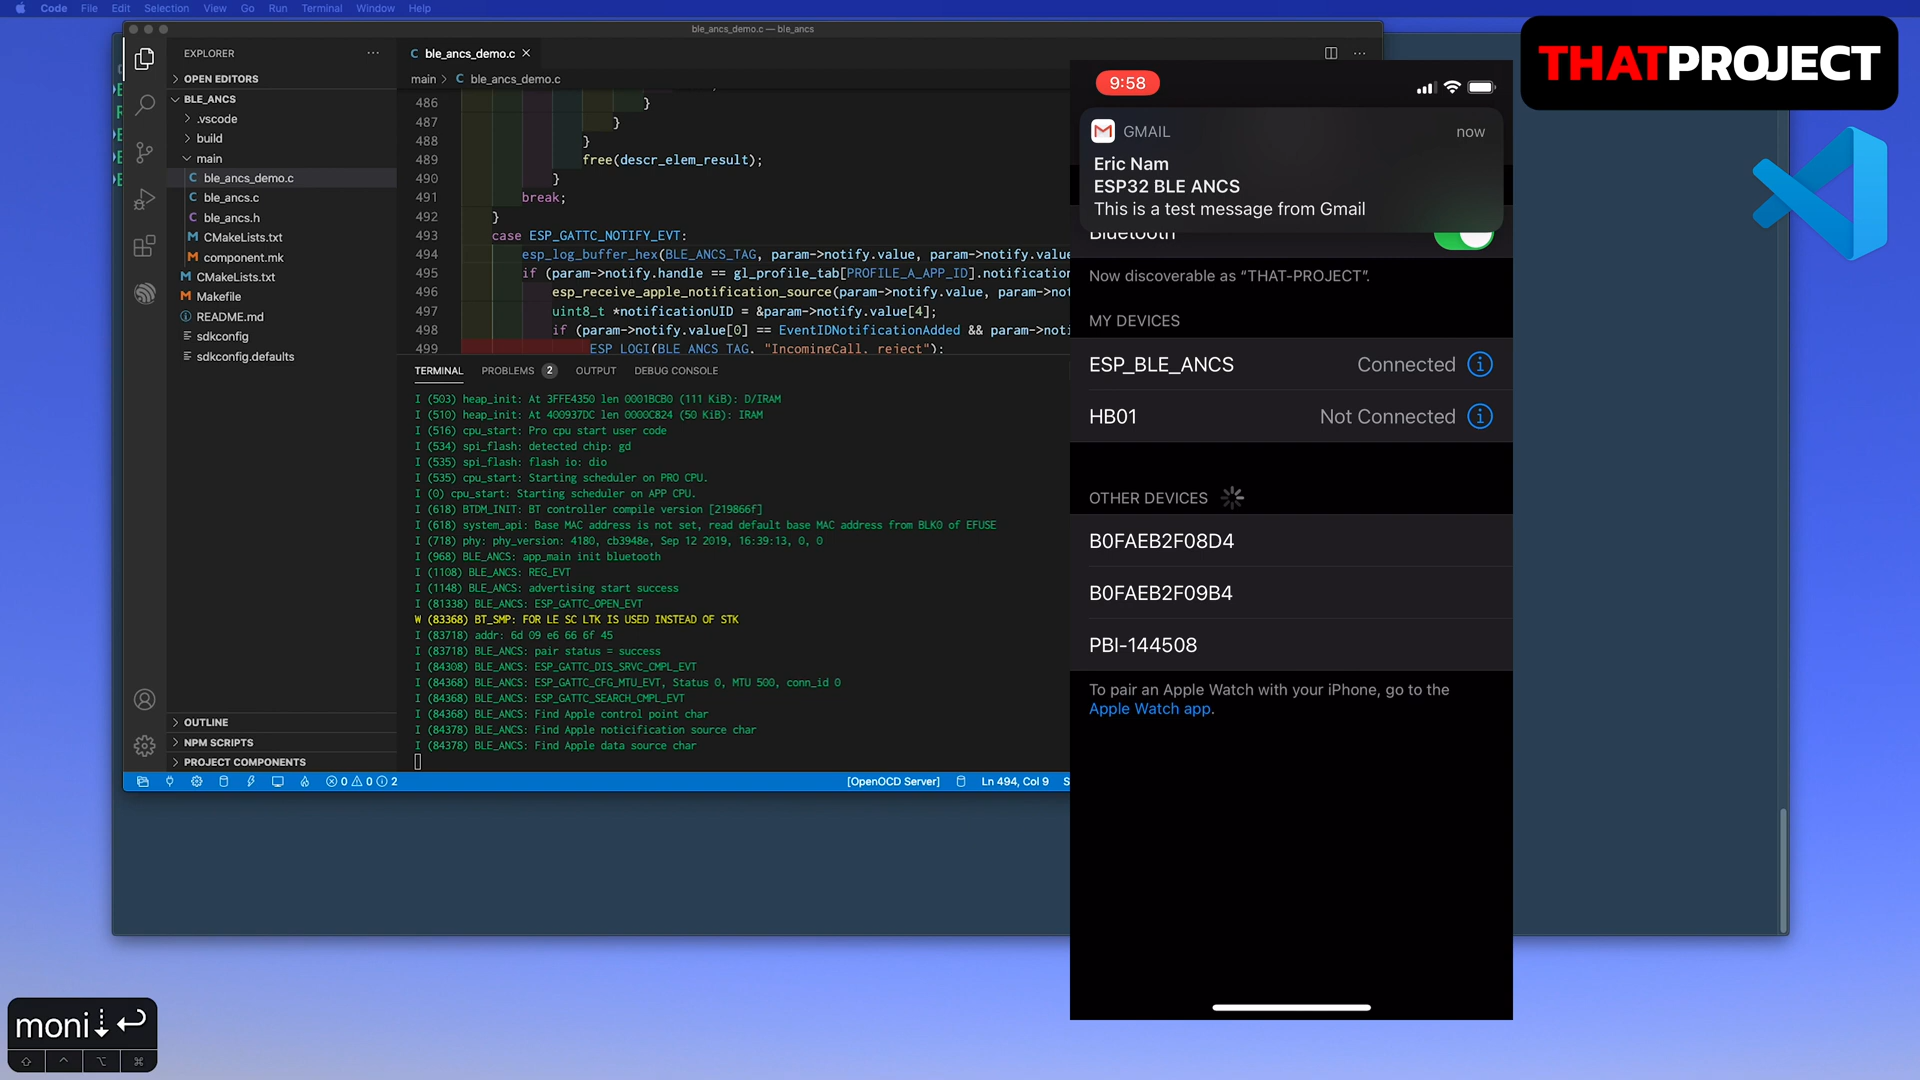 Code File Edit Selection View Go Run Terminal Window Help
ble_ancs_demo.c — ble_ancs
THATPROJECT
EXPLORER
OPEN EDITORS
BLE_ANCS
.vscode
build
main
C ble_ancs_demo.c
C ble_ancs.c
C ble_ancs.h
M CMakeLists.txt
M component.mk
M CMakeLists.txt
M Makefile
README.md
sdkconfig
sdkconfig.defaults
OUTLINE
NPM SCRIPTS
PROJECT COMPONENTS
C ble_ancs_demo.c ×
main > C ble_ancs_demo.c
486 }
487 }
488 }
489 free(descr_elem_result);
490 }
491 break;
492 }
493 case ESP_GATTC_NOTIFY_EVT:
494 esp_log_buffer_hex(BLE_ANCS_TAG, param->notify.value, param->notify.value
495 if (param->notify.handle == gl_profile_tab[PROFILE_A_APP_ID].notification
496 esp_receive_apple_notification_source(param->notify.value, param->not
497 uint8_t *notificationUID = &param->notify.value[4];
498 if (param->notify.value[0] == EventIDNotificationAdded && param->noti
499 ESP_LOGI(BLE_ANCS_TAG, "IncomingCall, reject");
TERMINAL PROBLEMS 2 OUTPUT DEBUG CONSOLE
I (503) heap_init: At 3FFE4350 len 0001BCB0 (111 KiB): D/IRAM
I (510) heap_init: At 400937DC len 0000C824 (50 KiB): IRAM
I (516) cpu_start: Pro cpu start user code
I (534) spi_flash: detected chip: gd
I (535) spi_flash: flash io: dio
I (535) cpu_start: Starting scheduler on PRO CPU.
I (0) cpu_start: Starting scheduler on APP CPU.
I (618) BTDM_INIT: BT controller compile version [219866f]
I (618) system_api: Base MAC address is not set, read default base MAC address from BLK0 of EFUSE
I (718) phy: phy_version: 4180, cb3948e, Sep 12 2019, 16:39:13, 0, 0
I (968) BLE_ANCS: app_main init bluetooth
I (1108) BLE_ANCS: REG_EVT
I (1148) BLE_ANCS: advertising start success
I (81338) BLE_ANCS: ESP_GATTC_OPEN_EVT
W (83368) BT_SMP: FOR LE SC LTK IS USED INSTEAD OF STK
I (83718) addr: 6d 09 e6 66 6f 45
I (83718) BLE_ANCS: pair status = success
I (84308) BLE_ANCS: ESP_GATTC_DIS_SRVC_CMPL_EVT
I (84368) BLE_ANCS: ESP_GATTC_CFG_MTU_EVT, Status 0, MTU 500, conn_id 0
I (84368) BLE_ANCS: ESP_GATTC_SEARCH_CMPL_EVT
I (84368) BLE_ANCS: Find Apple control point char
I (84378) BLE_ANCS: Find Apple noticification source char
I (84378) BLE_ANCS: Find Apple data source char
0 0 2
[OpenOCD Server] Ln 494, Col 9 S
9:58
GMAIL now
Eric Nam
ESP32 BLE ANCS
This is a test message from Gmail
Bluetooth
Now discoverable as “THAT-PROJECT”.
MY DEVICES
ESP_BLE_ANCS Connected
HB01 Not Connected
OTHER DEVICES
B0FAEB2F08D4
B0FAEB2F09B4
PBI-144508
To pair an Apple Watch with your iPhone, go to the
Apple Watch app.
moni